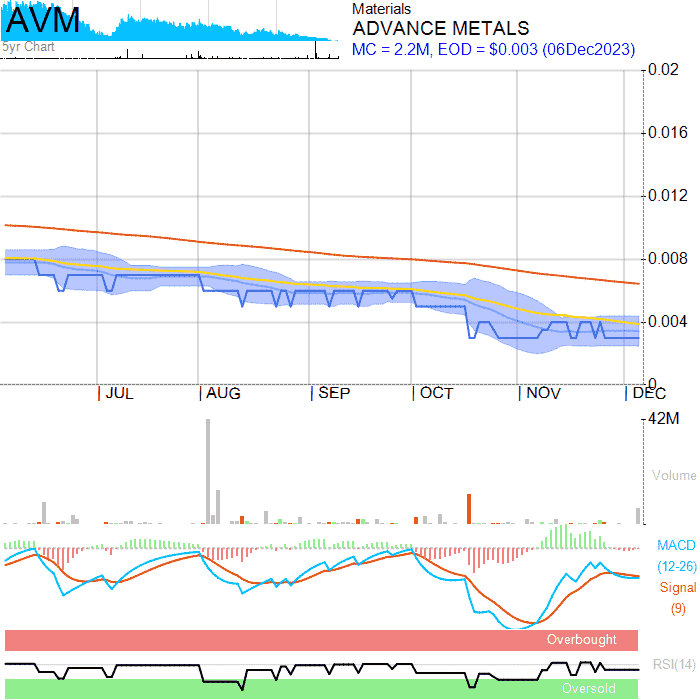 AVM
5yr Chart
Materials
ADVANCE METALS
MC = 2.2M, EOD = $0.003 (06Dec2023)
0.02
0.016
0.012
0.008
0.004
0
JUL AUG SEP OCT NOV DEC
42M
Volume
MACD
(12-26)
Signal
(9)
Overbought
RSI(14)
Oversold